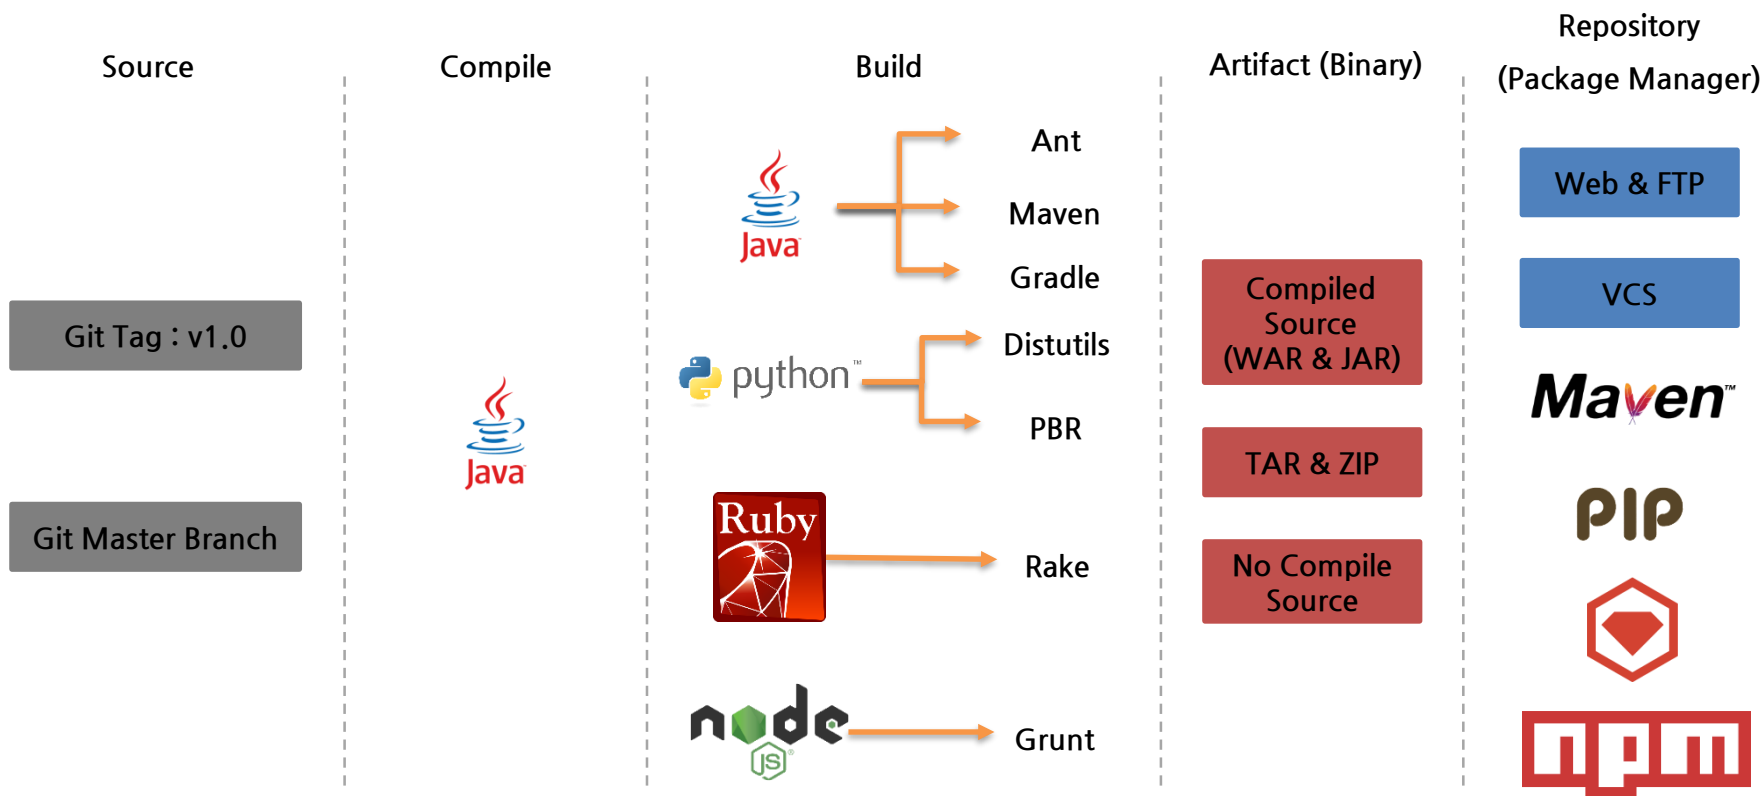 Source
Compile
Build
Artifact (Binary)
Repository
(Package Manager)
Git Tag : v1.0
Git Master Branch
Java
Java
Ant
Maven
Gradle
python™
Distutils
PBR
Ruby
Rake
node
JS®
Grunt
Compiled
Source
(WAR & JAR)
TAR & ZIP
No Compile
Source
Web & FTP
VCS
Maven™
PIP
npm